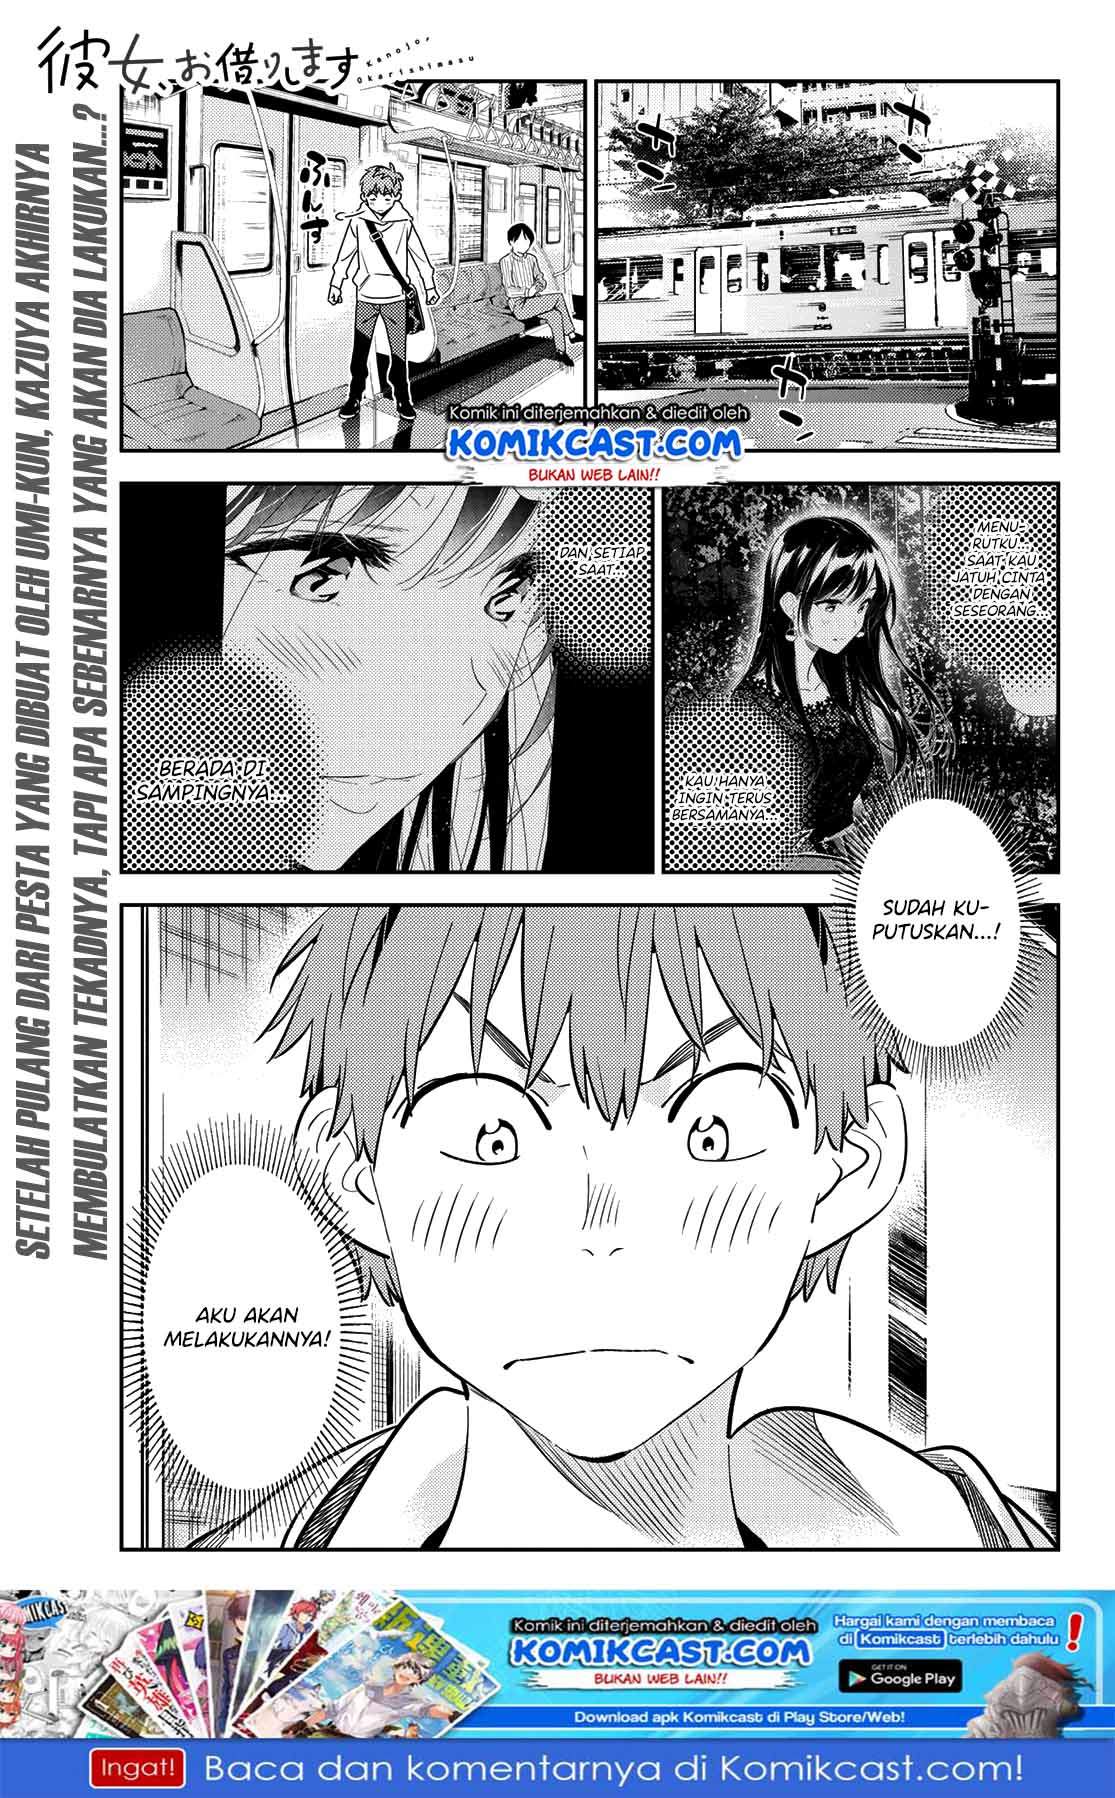 彼女、お借りします
Kanojo, Okarishimasu
SETELAH PULANG DARI PESTA YANG DIBUAT OLEH UMI-KUN, KAZUYA AKHIRNYA
MEMBULATKAN TEKADNYA, TAPI APA SEBENARNYA YANG AKAN DIA LAKUKAN...?
ふんす
Komik ini diterjemahkan & diedit oleh
KOMIKCAST.COM
BUKAN WEB LAIN!!
MENU-
RUTKU...
SAAT KAU
JATUH CINTA
DENGAN
SESEORANG...
KAU HANYA
INGIN TERUS
BERSAMANYA...
DAN SETIAP
SAAT...
BERADA DI
SAMPINGNYA...
SUDAH KU-
PUTUSKAN...!
AKU AKAN
MELAKUKANNYA!
Komik ini diterjemahkan & diedit oleh
KOMIKCAST.COM
BUKAN WEB LAIN!!
Hargai kami dengan membaca
di Komikcast terlebih dahulu !
GET IT ON
Google Play
Download apk Komikcast di Play Store/Web!
Ingat! Baca dan komentarnya di Komikcast.com!